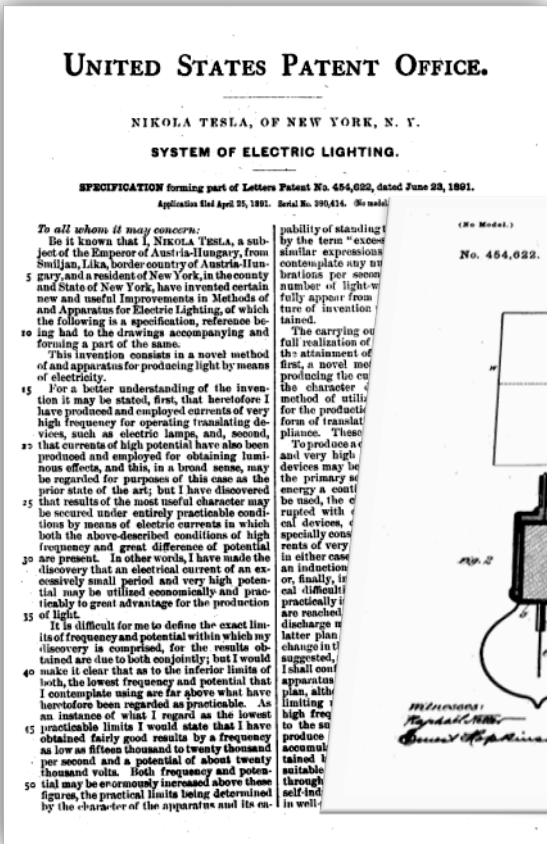 UNITED STATES PATENT OFFICE.
NIKOLA TESLA, OF NEW YORK, N. Y.
SYSTEM OF ELECTRIC LIGHTING.
SPECIFICATION forming part of Letters Patent No. 454,622, dated June 23, 1891.
Application filed April 25, 1891. Serial No. 390,414. (No model
To all whom it may concern:
Be it known that I, NIKOLA TESLA, a sub-
ject of the Emperor of Austria-Hungary, from
Smiljan, Lika, border country of Austria-Hun-
5 gary, and a resident of New York, in the county
and State of New York, have invented certain
new and useful Improvements in Methods of
and Apparatus for Electric Lighting, of which
the following is a specification, reference be-
10 ing had to the drawings accompanying and
forming a part of the same.
This invention consists in a novel method
of and apparatus for producing light by means
of electricity.
15 For a better understanding of the inven-
tion it may be stated, first, that heretofore I
have produced and employed currents of very
high frequency for operating translating de-
vices, such as electric lamps, and, second,
20 that currents of high potential have also been
produced and employed for obtaining lumi-
nous effects, and this, in a broad sense, may
be regarded for purposes of this case as the
prior state of the art; but I have discovered
25 that results of the most useful character may
be secured under entirely practicable condi-
tions by means of electric currents in which
both the above-described conditions of high
frequency and great difference of potential
30 are present. In other words, I have made the
discovery that an electrical current of an ex-
cessively small period and very high poten-
tial may be utilized economically and prac-
ticably to great advantage for the production
35 of light.
It is difficult for me to define the exact lim-
its of frequency and potential within which my
discovery is comprised, for the results ob-
tained are due to both conjointly; but I would
40 make it clear that as to the inferior limits of
both, the lowest frequency and potential that
I contemplate using are far above what have
heretofore been regarded as practicable. As
an instance of what I regard as the lowest
45 practicable limits I would state that I have
obtained fairly good results by a frequency
as low as fifteen thousand to twenty thousand
per second and a potential of about twenty
thousand volts. Both frequency and poten-
50 tial may be enormously increased above these
figures, the practical limits being determined
by the character of the apparatus and its ca-
pability of standing t
by the term "excess
similar expressions
contemplate any nu
brations per secon
number of light-w
fully appear from
ture of invention
tained.
The carrying ou
full realization of
the attainment of
first, a novel me
producing the cu
the character
method of utili
for the producti
form of translat
pliance. These
To produce a c
and very high
devices may be
the primary so
energy a conti
be used, the c
rupted with
cal devices,
specially cons
rents of very
in either case
an induction
or, finally, in
cal difficulti
practically i
are reached
discharge m
latter plan
change in t
suggested,
I shall conf
apparatus
plan, alth
limiting
high freq
to the su
produce
accumul
tained b
suitable
through
self-ind
in well-
(No Model.)
No. 454,622.
Fig. 2
b
Witnesses:
Raphaël Netter
Ernest Hopkins